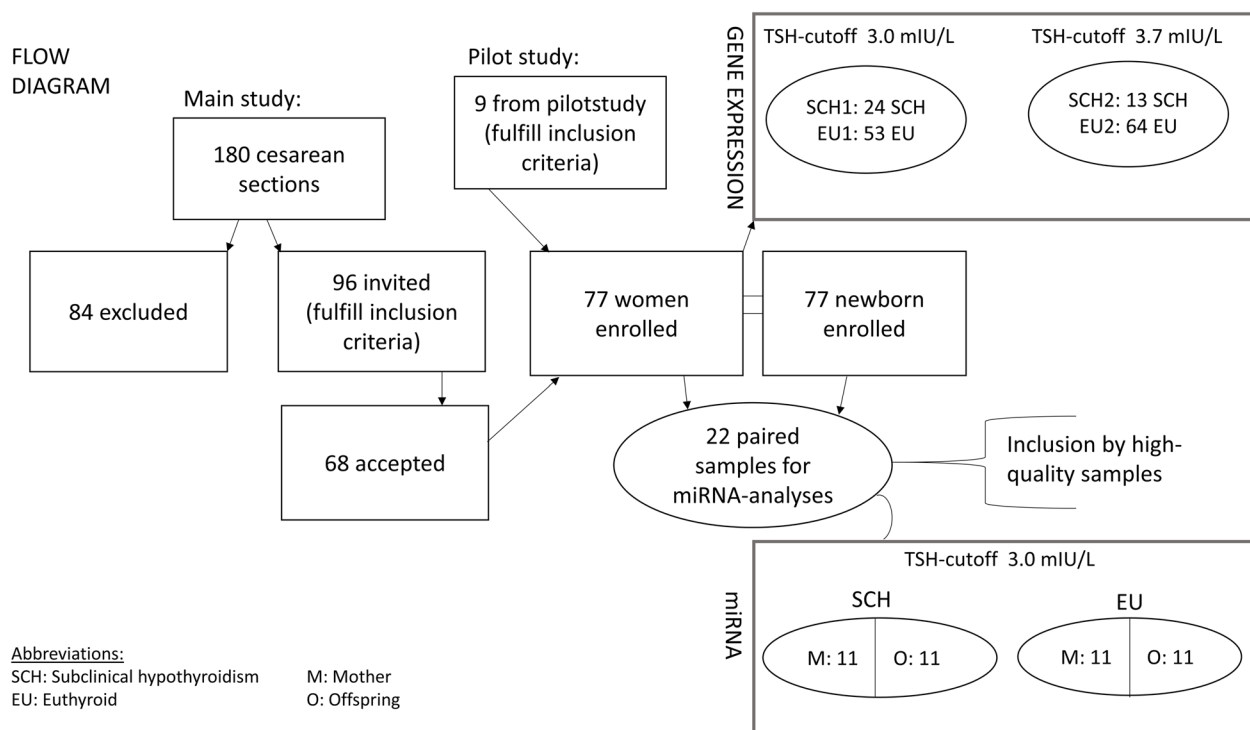 FLOW
DIAGRAM
Main study:
180 cesarean
sections
Pilot study:
9 from pilotstudy
(fulfill inclusion
criteria)
GENE EXPRESSION
TSH-cutoff 3.0 mIU/L
SCH1: 24 SCH
EU1: 53 EU
TSH-cutoff 3.7 mIU/L
SCH2: 13 SCH
EU2: 64 EU
84 excluded
96 invited
(fulfill inclusion
criteria)
77 women
enrolled
77 newborn
enrolled
68 accepted
22 paired
samples for
miRNA-analyses
Inclusion by high-
quality samples
miRNA
TSH-cutoff 3.0 mIU/L
SCH
M: 11
O: 11
EU
M: 11
O: 11
Abbreviations:
SCH: Subclinical hypothyroidism
EU: Euthyroid
M: Mother
O: Offspring